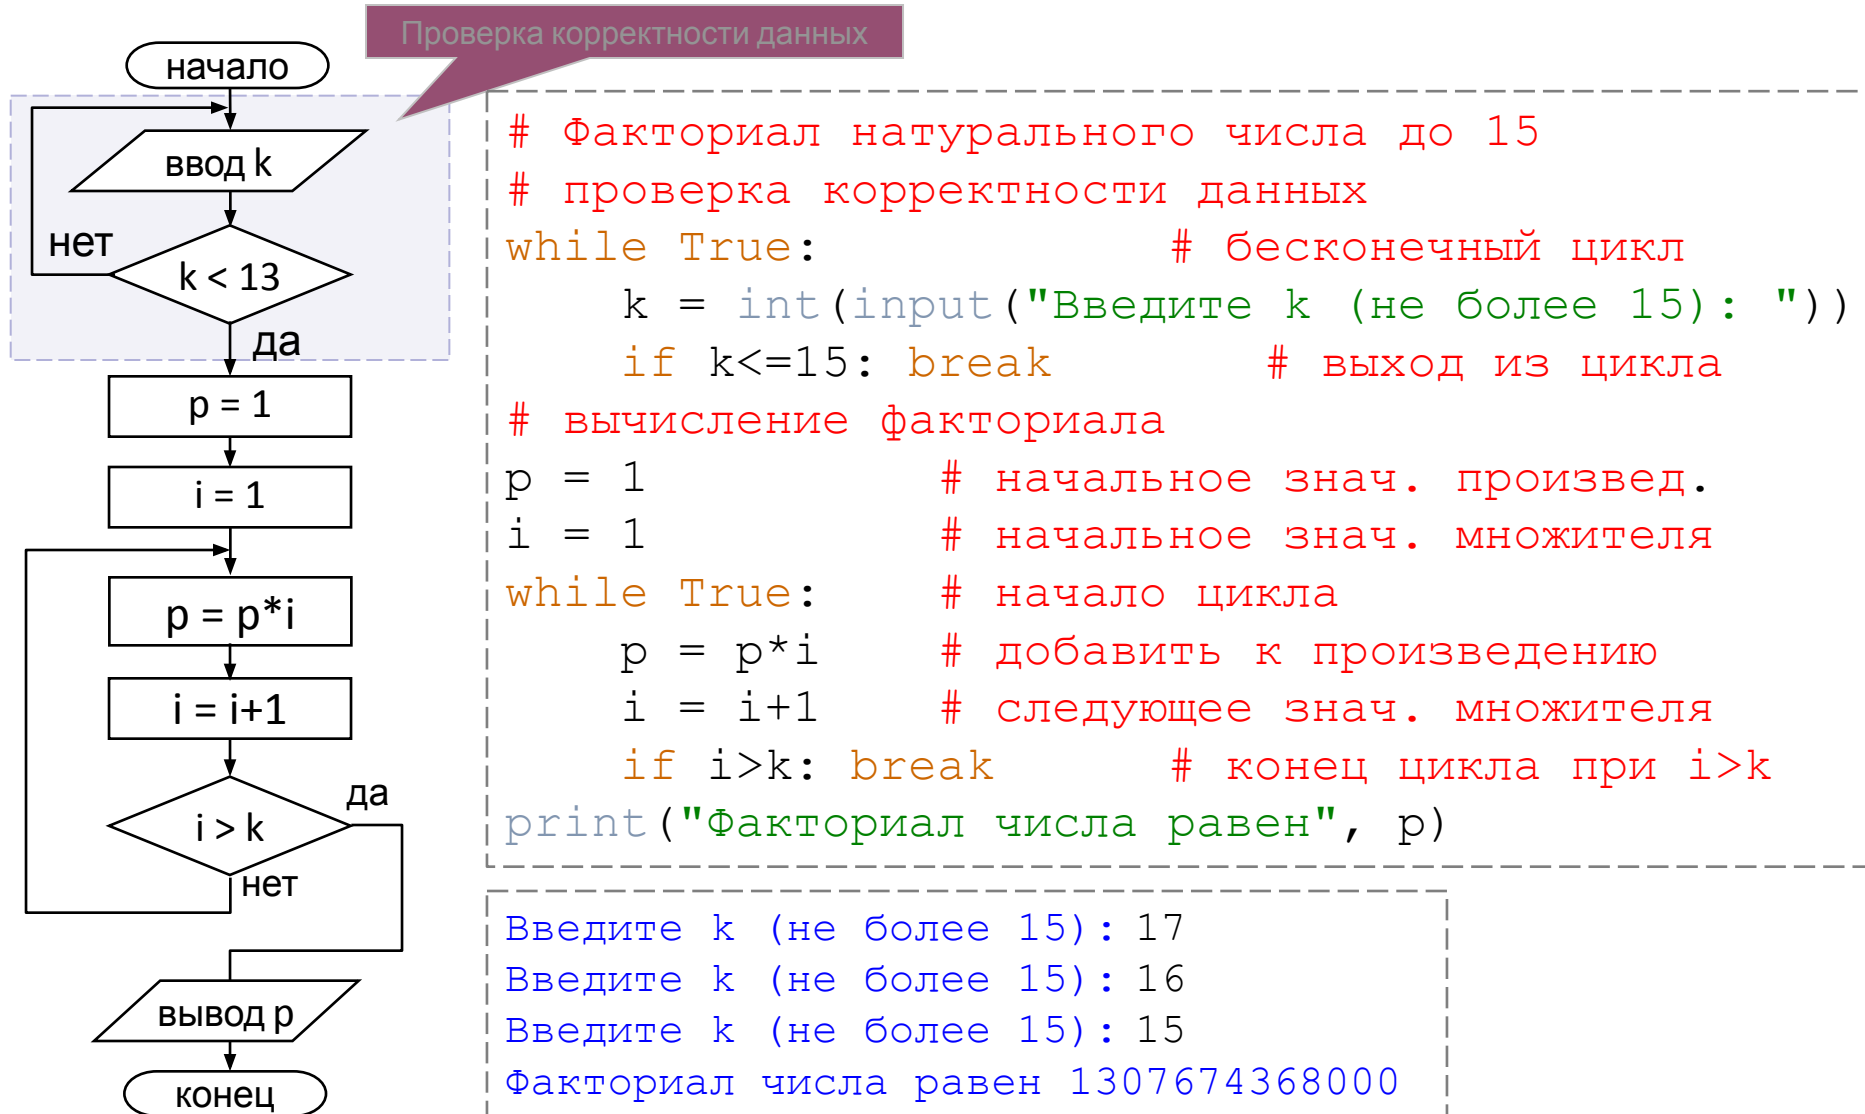 Проверка корректности данных
начало
ввод k
нет
k < 13
да
p = 1
i = 1
p = p*i
i = i+1
да
i > k
нет
вывод p
конец
# Факториал натурального числа до 15
# проверка корректности данных
while True: # бесконечный цикл
k = int(input("Введите k (не более 15): "))
if k<=15: break # выход из цикла
# вычисление факториала
p = 1 # начальное знач. произвед.
i = 1 # начальное знач. множителя
while True: # начало цикла
p = p*i # добавить к произведению
i = i+1 # следующее знач. множителя
if i>k: break # конец цикла при i>k
print("Факториал числа равен", p)
Введите k (не более 15): 17
Введите k (не более 15): 16
Введите k (не более 15): 15
Факториал числа равен 1307674368000